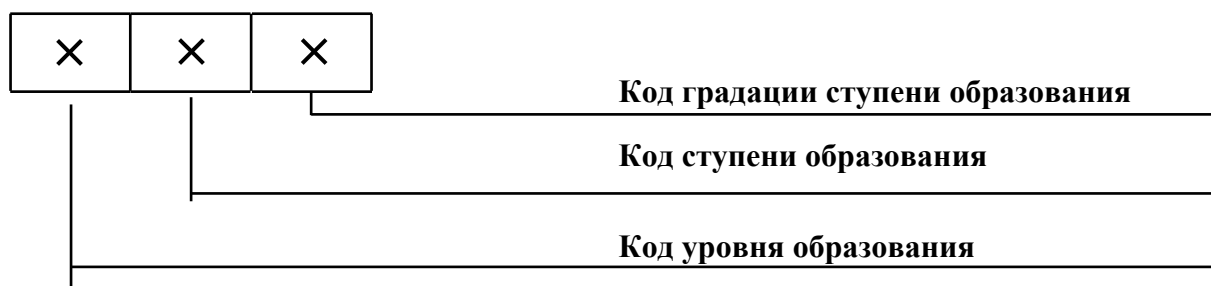 × × ×
Код градации ступени образования
Код ступени образования
Код уровня образования